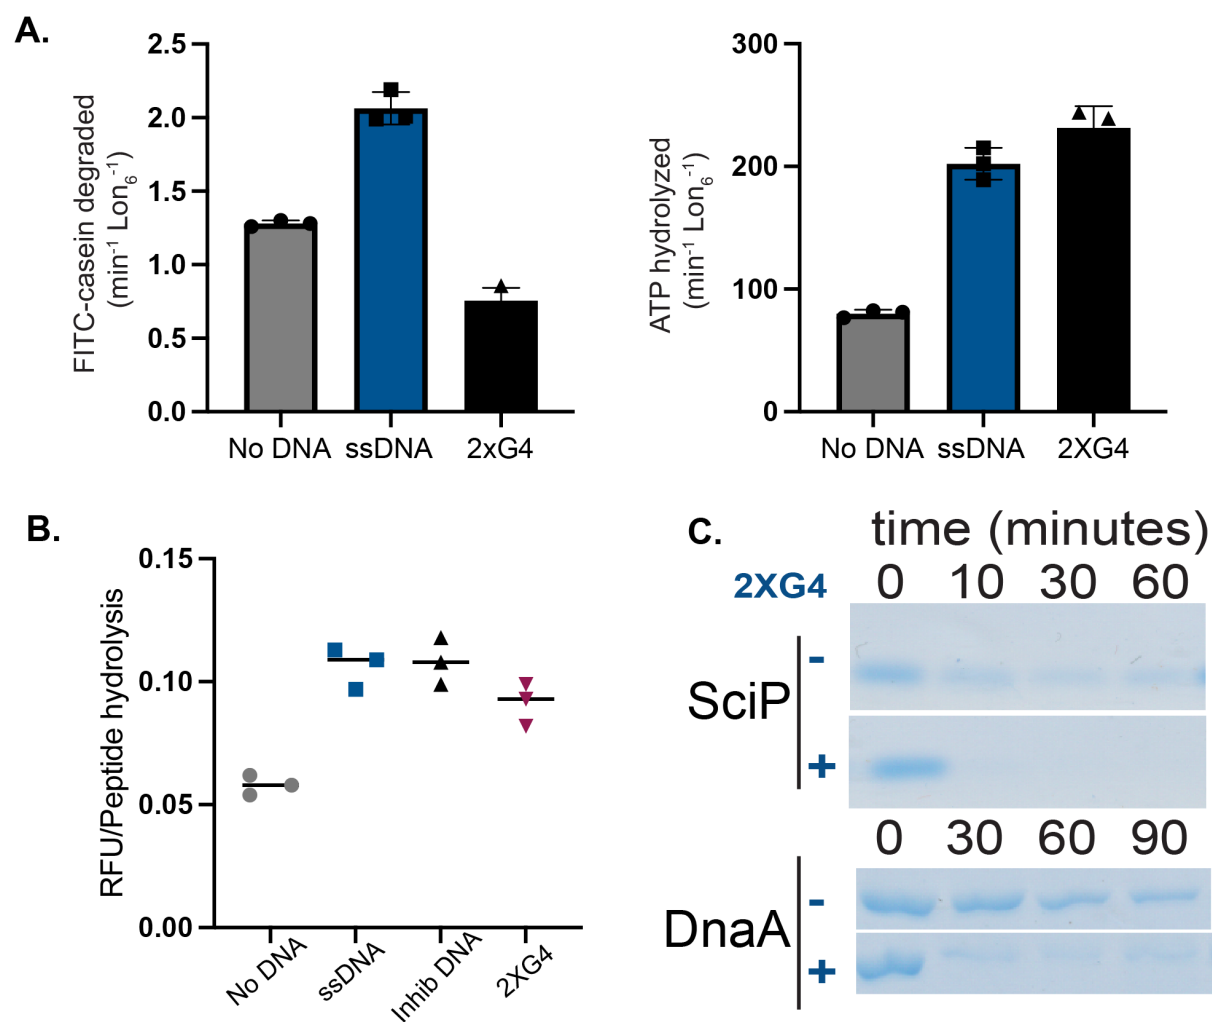 A.
FITC-casein degraded
(min-1 Lon6-1)
2.5
2.0
1.5
1.0
0.5
0.0
No DNA ssDNA 2xG4
ATP hydrolyzed
(min-1 Lon6-1)
300
200
100
0
No DNA ssDNA 2XG4
B.
RFU/Peptide hydrolysis
0.15
0.10
0.05
0.00
No DNA
ssDNA
Inhib DNA
2XG4
C.
time (minutes)
2XG4 0 10 30 60
SciP
-
+
0 30 60 90
DnaA
-
+